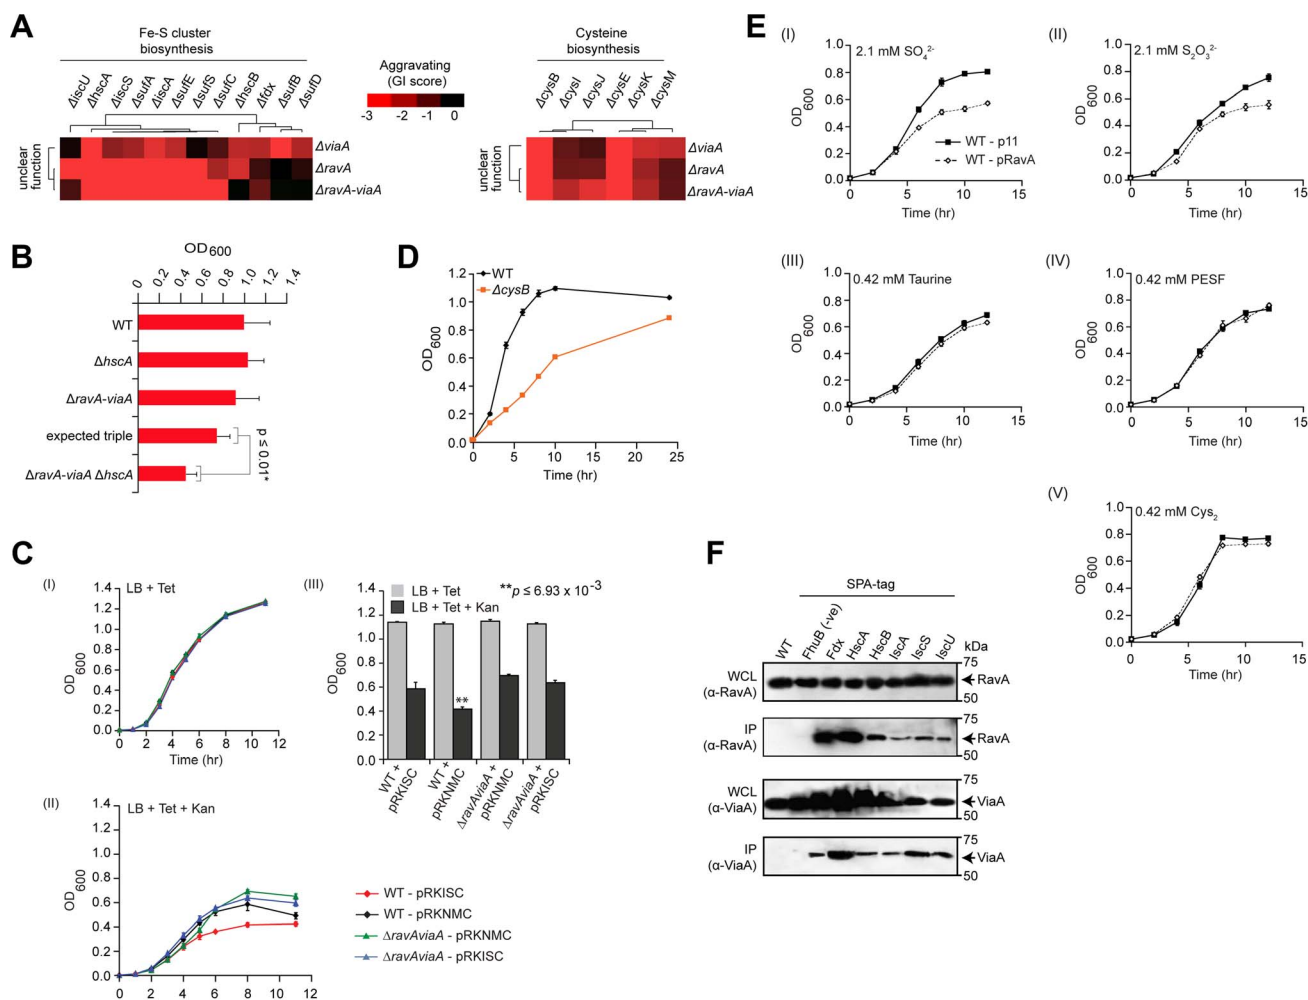 A
Fe-S cluster
biosynthesis
ΔiscU
ΔhscA
ΔiscS
ΔsufA
ΔiscA
ΔsufE
ΔsufS
ΔsufC
ΔhscB
Δfdx
ΔsufB
ΔsufD
unclear
function
ΔviaA
ΔravA
ΔravA-viaA
Aggravating
(GI score)
-3 -2 -1 0
Cysteine
biosynthesis
ΔcysB
ΔcysI
ΔcysJ
ΔcysE
ΔcysK
ΔcysM
unclear
function
ΔviaA
ΔravA
ΔravA-viaA
B
OD600
0 0.2 0.4 0.6 0.8 1.0 1.2 1.4
WT
ΔhscA
ΔravA-viaA
expected triple
ΔravA-viaA ΔhscA
p ≤ 0.01*
C
(I)
LB + Tet
OD600
1.4
1.2
1.0
0.8
0.6
0.4
0.2
0.0
0 2 4 6 8 10 12
Time (hr)
(II)
LB + Tet + Kan
OD600
1.4
1.2
1.0
0.8
0.6
0.4
0.2
0.0
0 2 4 6 8 10 12
(III)
LB + Tet
LB + Tet + Kan
**p ≤ 6.93 x 10-3
OD600
1.4
1.2
1.1
0.8
0.6
0.4
0.2
0.0
**
WT +
pRKISC
WT +
pRKNMC
ΔravAviaA +
pRKNMC
ΔravAviaA +
pRKISC
WT - pRKISC
WT - pRKNMC
ΔravAviaA - pRKNMC
ΔravAviaA - pRKISC
D
WT
ΔcysB
OD600
1.2
1.0
0.8
0.6
0.4
0.2
0.0
0 5 10 15 20 25
Time (hr)
E
(I)
2.1 mM SO42-
OD600
1.0
0.8
0.6
0.4
0.2
0.0
WT - p11
WT - pRavA
0 5 10 15
Time (hr)
(II)
2.1 mM S2O32-
OD600
1.0
0.8
0.6
0.4
0.2
0.0
0 5 10 15
Time (hr)
(III)
0.42 mM Taurine
OD600
1.0
0.8
0.6
0.4
0.2
0.0
0 5 10 15
Time (hr)
(IV)
0.42 mM PESF
OD600
1.0
0.8
0.6
0.4
0.2
0.0
0 5 10 15
Time (hr)
(V)
0.42 mM Cys2
OD600
1.0
0.8
0.6
0.4
0.2
0.0
0 5 10 15
Time (hr)
F
SPA-tag
WT
FhuB (-ve)
Fdx
HscA
HscB
IscA
IscS
IscU
kDa
WCL
(α-RavA)
75
RavA
50
IP
(α-RavA)
75
RavA
50
WCL
(α-ViaA)
75
ViaA
50
IP
(α-ViaA)
75
ViaA
50